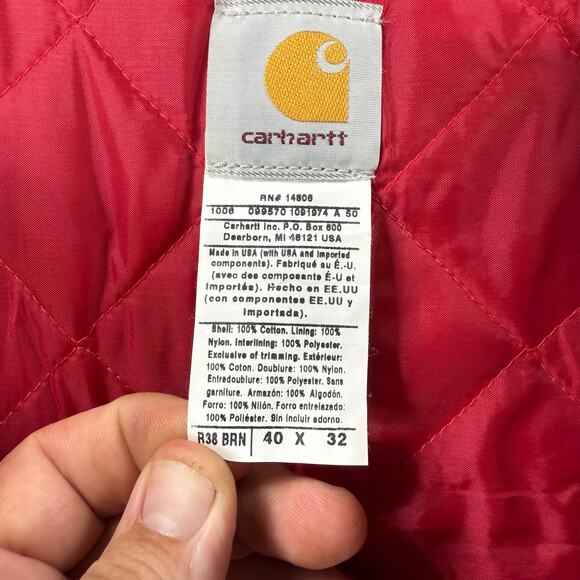 carhartt
RN# 14806
1006 099570 1091974 A SO
Carhartt Inc. P.O. Box 600
Dearborn, MI 48121 USA
Made in USA (with USA and imported
components). Fabriqué au É.-U.
(avec des composante É-U et
importés). Hecho en EE.UU
(con componentes EE.UU y
Importada).
Shell: 100% Cotton. Lining: 100%
Nylon. Interlining: 100% Polyester.
Exclusive of trimming. Extérieur:
100% Coton. Doublure: 100% Nylon.
Entredoublure: 100% Polyester. Sans
garniture. Armazón: 100% Algodón.
Forro: 100% Nilón. Forro entrelazado:
100% Poliéster. Sin incluir adorno.
R38 BRN 40 X 32